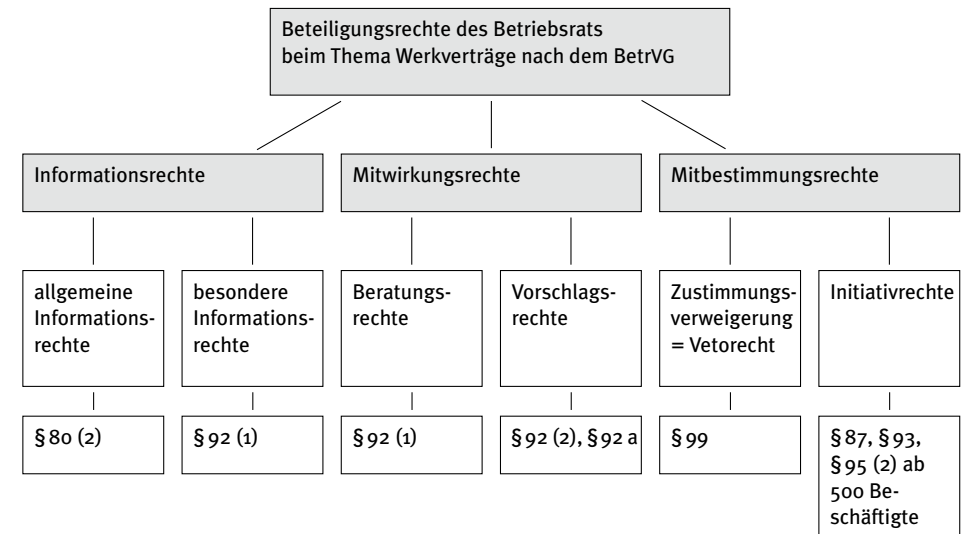 Beteiligungsrechte des Betriebsrats
beim Thema Werkverträge nach dem BetrVG
Informationsrechte
Mitwirkungsrechte
Mitbestimmungsrechte
allgemeine
Informations-
rechte
besondere
Informations-
rechte
Beratungs-
rechte
Vorschlags-
rechte
Zustimmungs-
verweigerung
= Vetorecht
Initiativrechte
§ 80 (2)
§ 92 (1)
§ 92 (1)
§ 92 (2), § 92 a
§ 99
§ 87, § 93,
§ 95 (2) ab
500 Be-
schäftigte